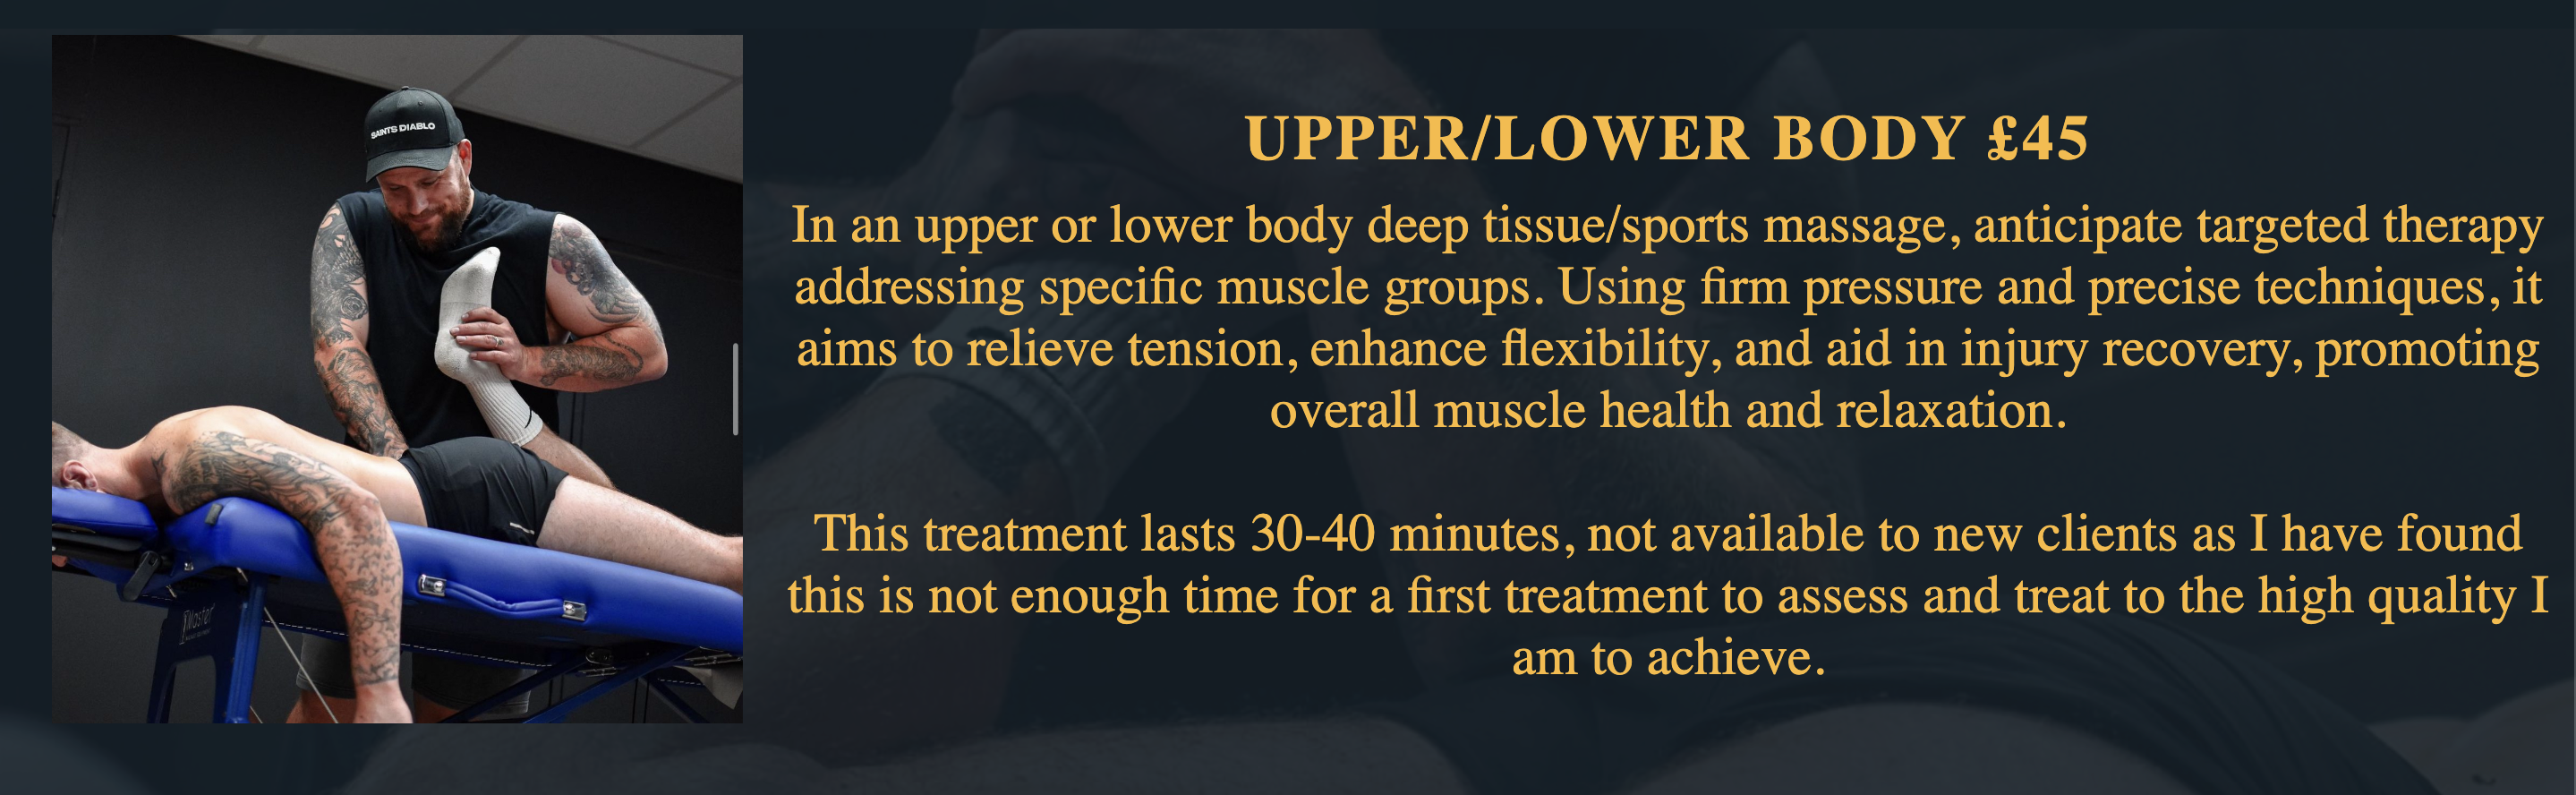 SAINTS DIABLO
Master
UPPER/LOWER BODY £45
In an upper or lower body deep tissue/sports massage, anticipate targeted therapy
addressing specific muscle groups. Using firm pressure and precise techniques, it
aims to relieve tension, enhance flexibility, and aid in injury recovery, promoting
overall muscle health and relaxation.
This treatment lasts 30-40 minutes, not available to new clients as I have found
this is not enough time for a first treatment to assess and treat to the high quality I
am to achieve.